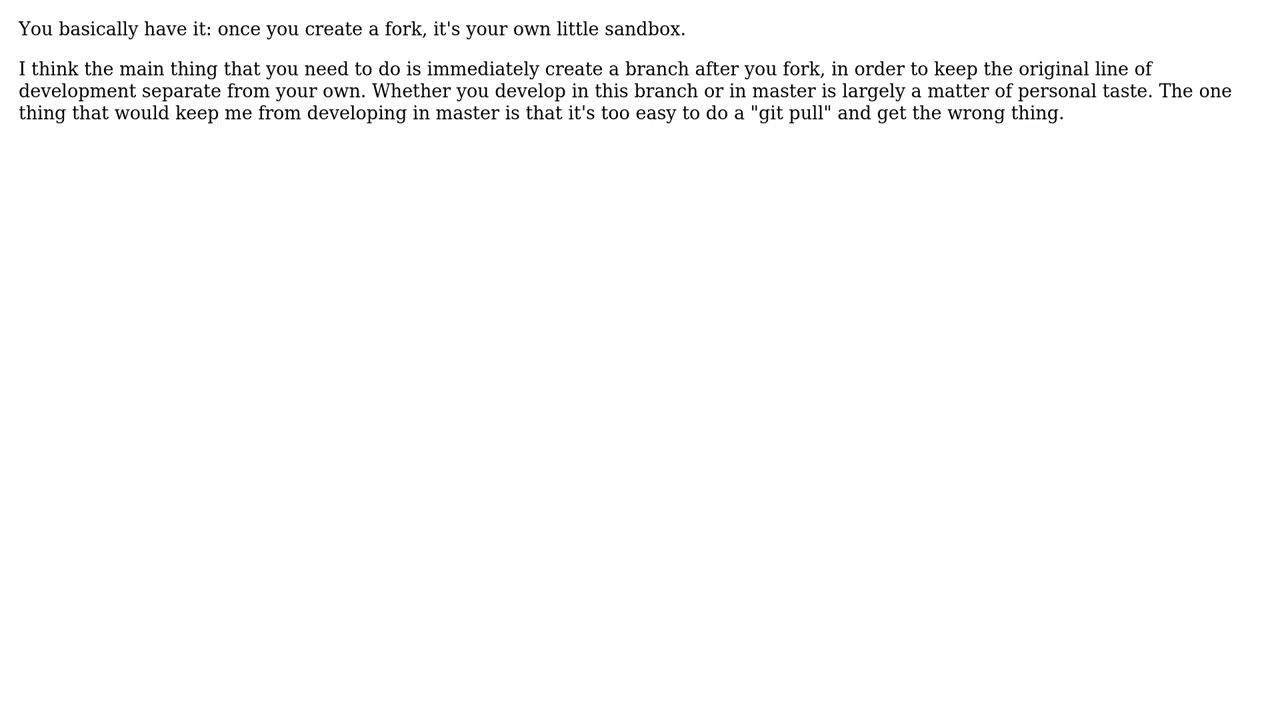 You basically have it: once you create a fork, it's your own little sandbox.
I think the main thing that you need to do is immediately create a branch after you fork, in order to keep the original line of
development separate from your own. Whether you develop in this branch or in master is largely a matter of personal taste. The one
thing that would keep me from developing in master is that it's too easy to do a "git pull" and get the wrong thing.